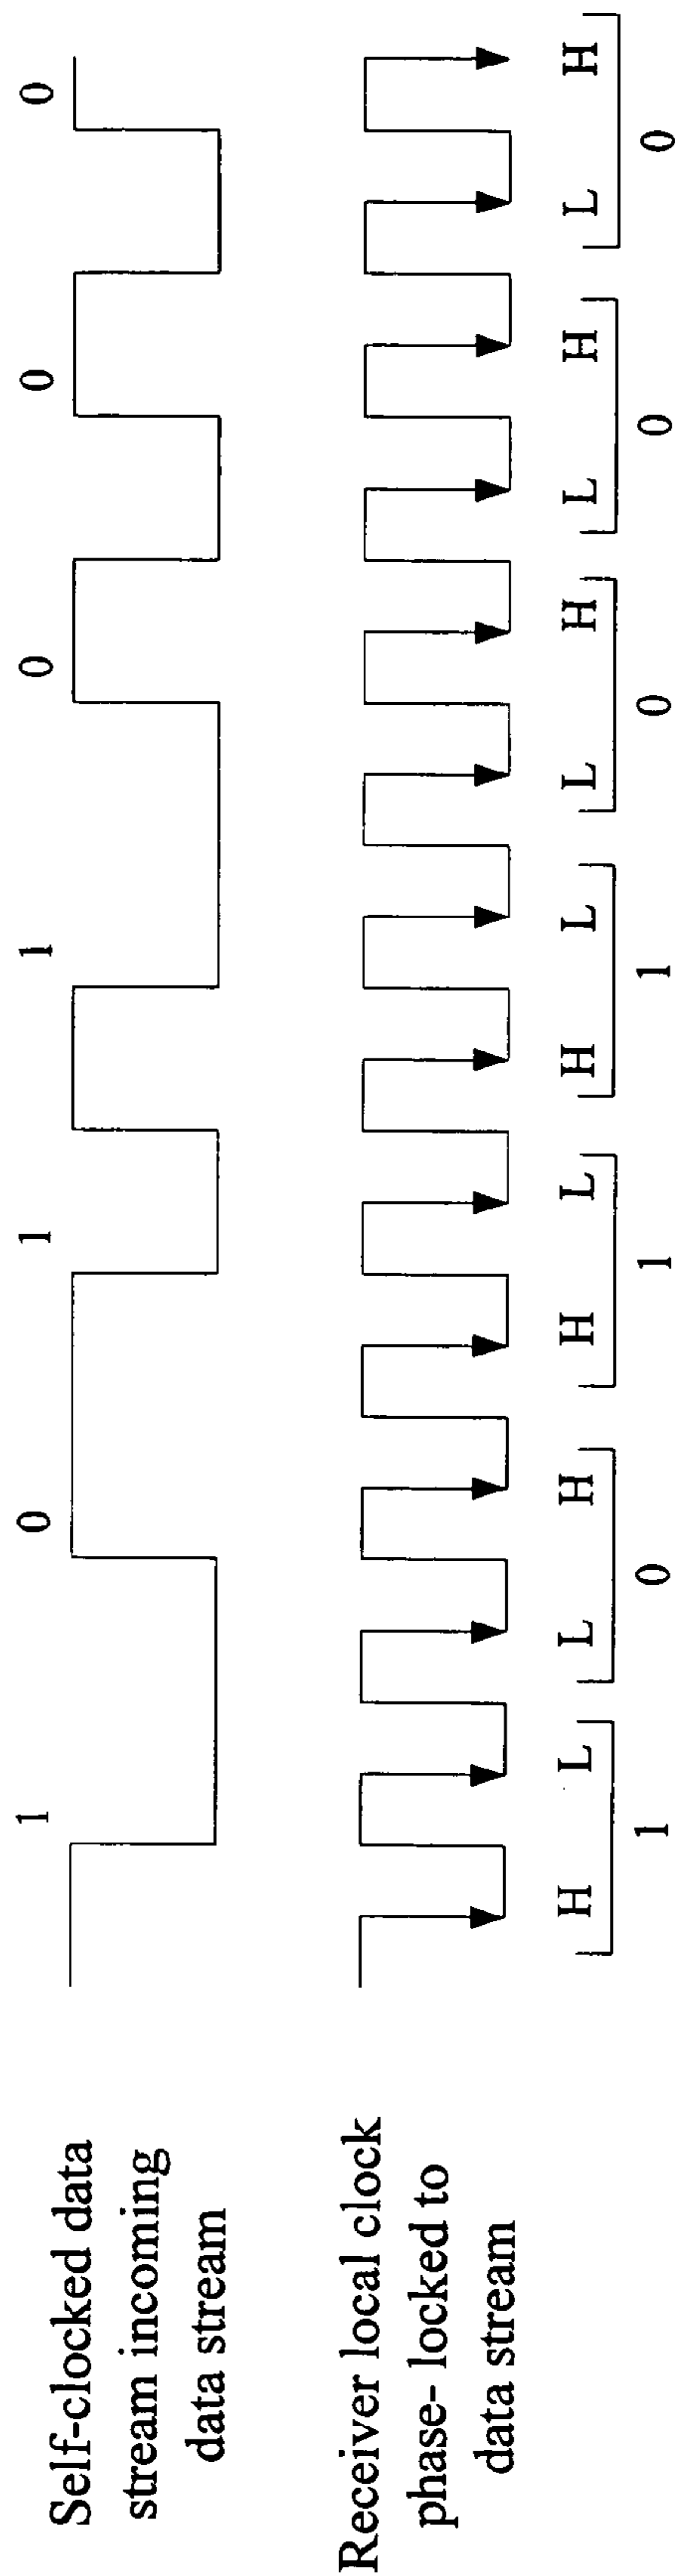 1 0 1 1 0 0 0
Self-clocked data
stream incoming
data stream
Receiver local clock
phase- locked to
data stream
H L L H H L H L L H L H L H
1 0 1 1 0 0 0